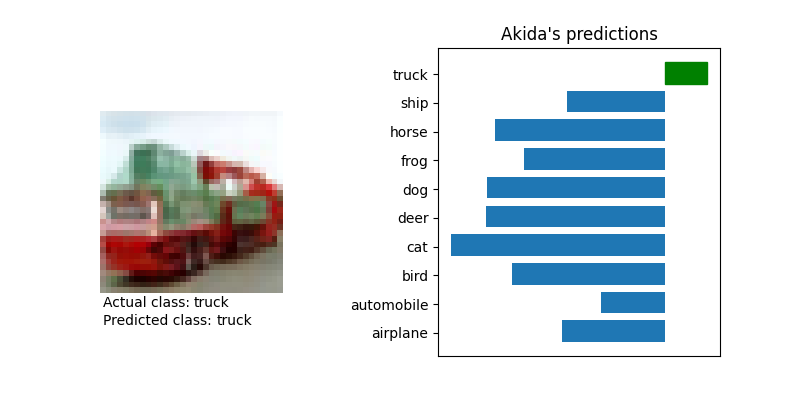 Akida's predictions
truck
ship
horse
frog
dog
deer
cat
bird
automobile
airplane
Actual class: truck
Predicted class: truck